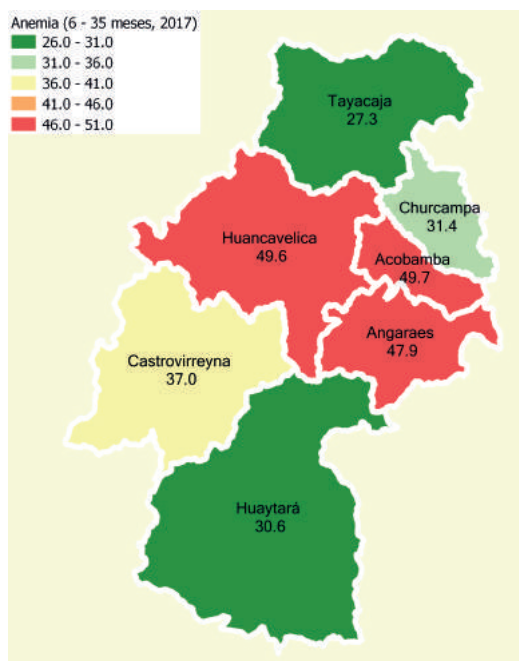 Anemia (6 - 35 meses, 2017)
26.0 - 31.0
31.0 - 36.0
36.0 - 41.0
41.0 - 46.0
46.0 - 51.0
Tayacaja
27.3
Churcampa
31.4
Huancavelica
49.6
Acobamba
49.7
Angaraes
47.9
Castrovirreyna
37.0
Huaytará
30.6